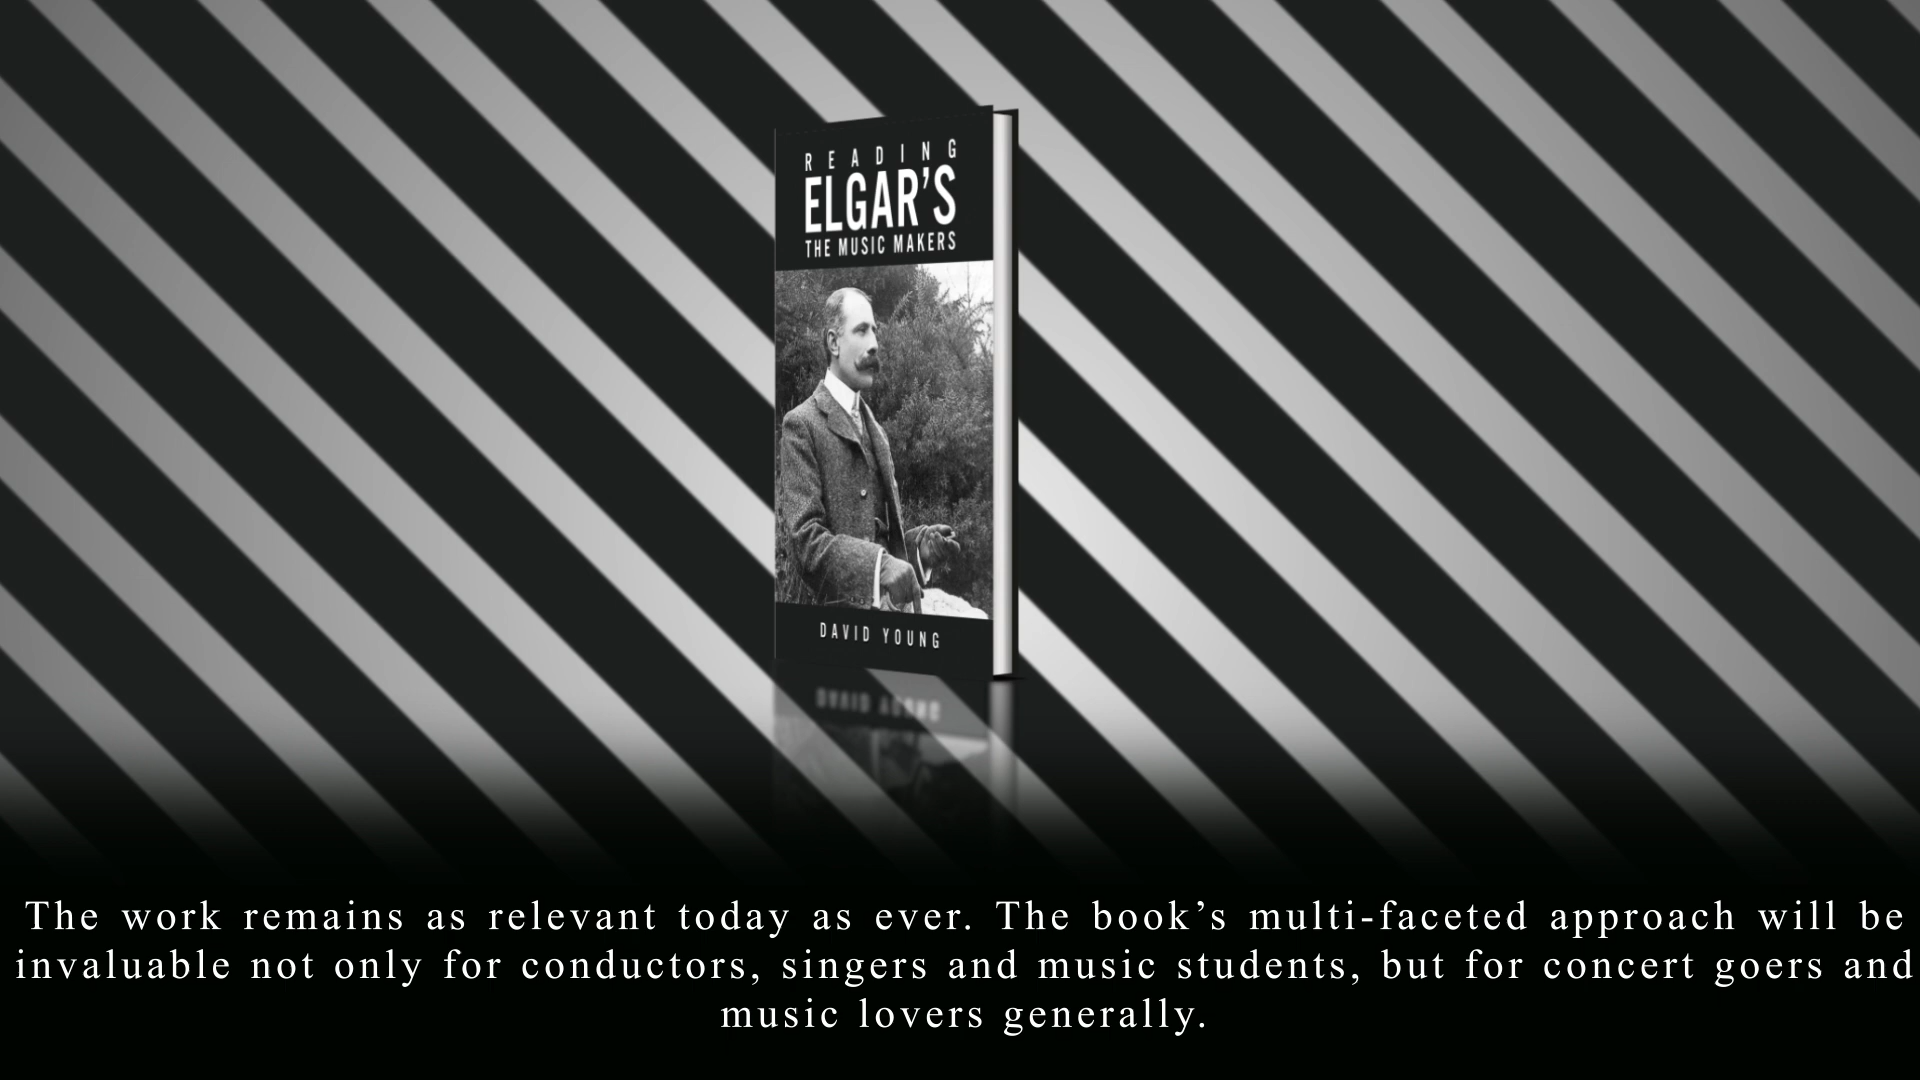 READING
ELGAR'S
THE MUSIC MAKERS
DAVID YOUNG
The work remains as relevant today as ever. The book’s multi-faceted approach will be
invaluable not only for conductors, singers and music students, but for concert goers and
music lovers generally.